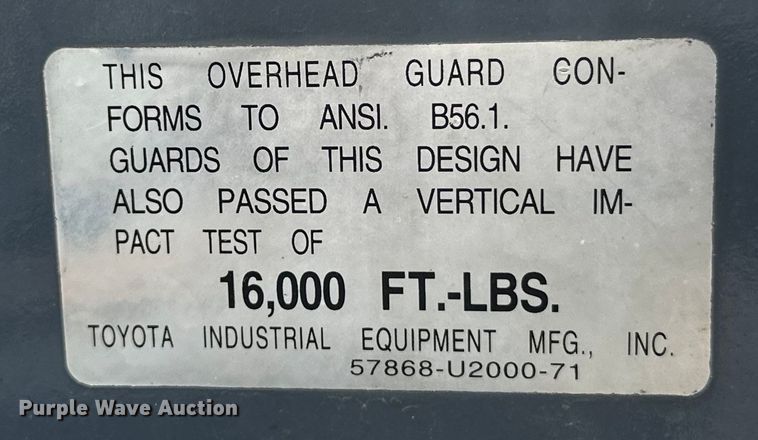 THIS OVERHEAD GUARD CON-
FORMS TO ANSI. B56.1.
GUARDS OF THIS DESIGN HAVE
ALSO PASSED A VERTICAL IM-
PACT TEST OF
16,000 FT.-LBS.
TOYOTA INDUSTRIAL EQUIPMENT MFG., INC.
57868-U2000-71
Purple Wave Auction